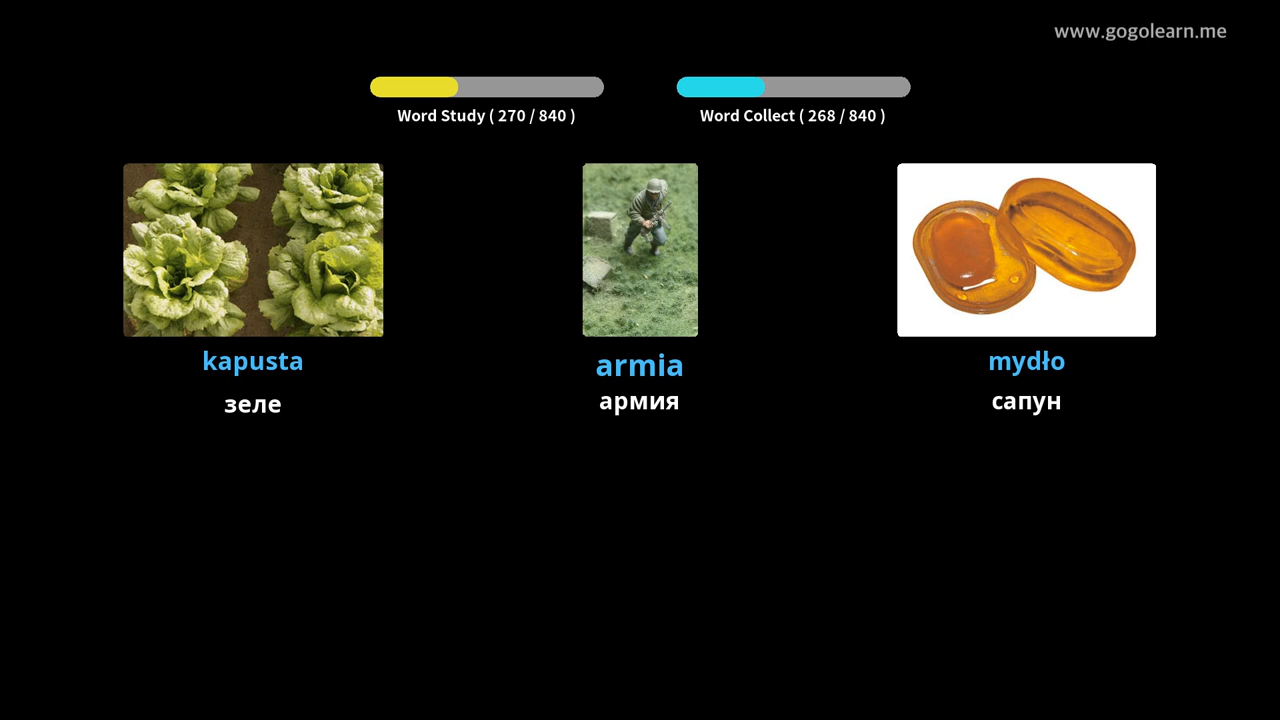 www.gogolearn.me
Word Study ( 270 / 840 )
Word Collect ( 268 / 840 )
kapusta
зеле
armia
армия
mydło
сапун